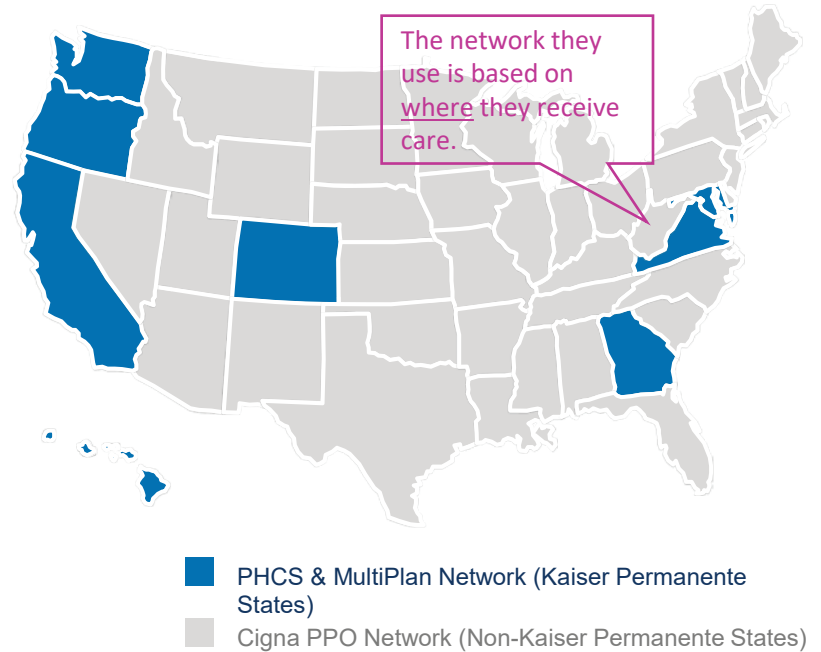 The network they
use is based on
where they receive
care.
PHCS & MultiPlan Network (Kaiser Permanente
States)
Cigna PPO Network (Non-Kaiser Permanente States)